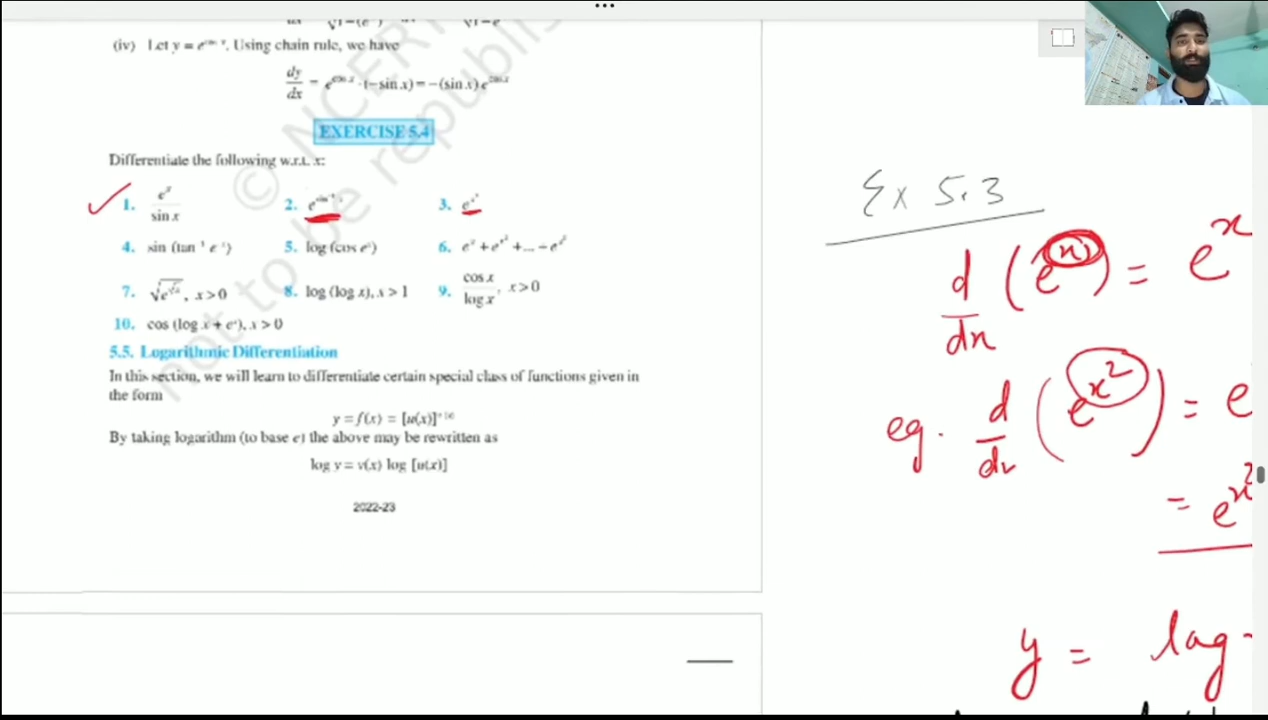 (iv) Let y = e^cos x. Using chain rule, we have
dy/dx = e^cos x · (–sin x) = –(sin x) e^cos x
EXERCISE 5.4
Differentiate the following w.r.t. x:
1. e^x/sin x 2. e^sin⁻¹ x 3. e^x³
4. sin (tan⁻¹ e⁻ˣ) 5. log (cos e^x) 6. e^x + e^x² + ... + e^x⁵
7. √e^√x, x > 0 8. log (log x), x > 1 9. cos x/log x, x > 0
10. cos (log x + e^x), x > 0
5.5. Logarithmic Differentiation
In this section, we will learn to differentiate certain special class of functions given in
the form
y = f(x) = [u(x)]^v(x)
By taking logarithm (to base e) the above may be rewritten as
log y = v(x) log [u(x)]
2022-23
© NCERT
not to be republis
Ex 5.3
d/dx (e^(x)) = e^x
eg. d/dx (e^x²) = e
= e^x²
y = log